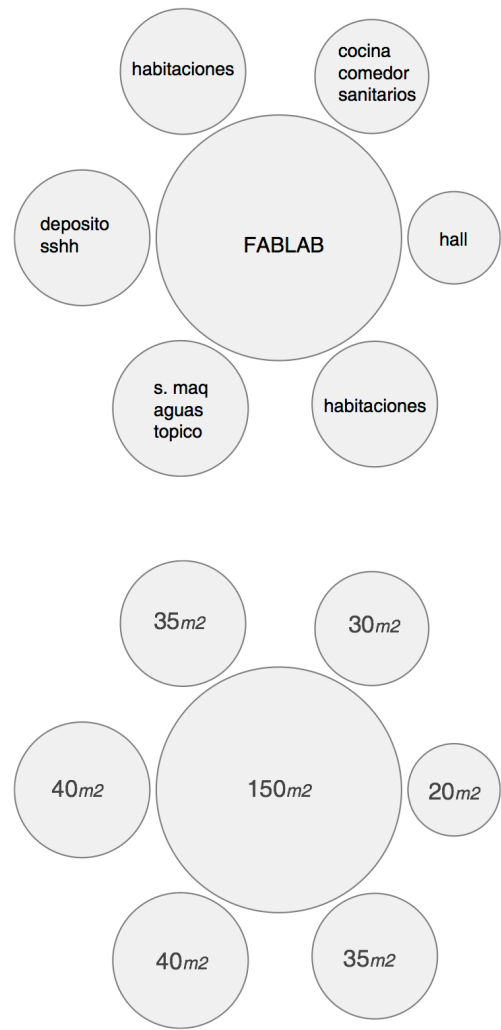 habitaciones
cocina
comedor
sanitarios
deposito
sshh
FABLAB
hall
s. maq
aguas
topico
habitaciones
35m2
30m2
40m2
150m2
20m2
40m2
35m2